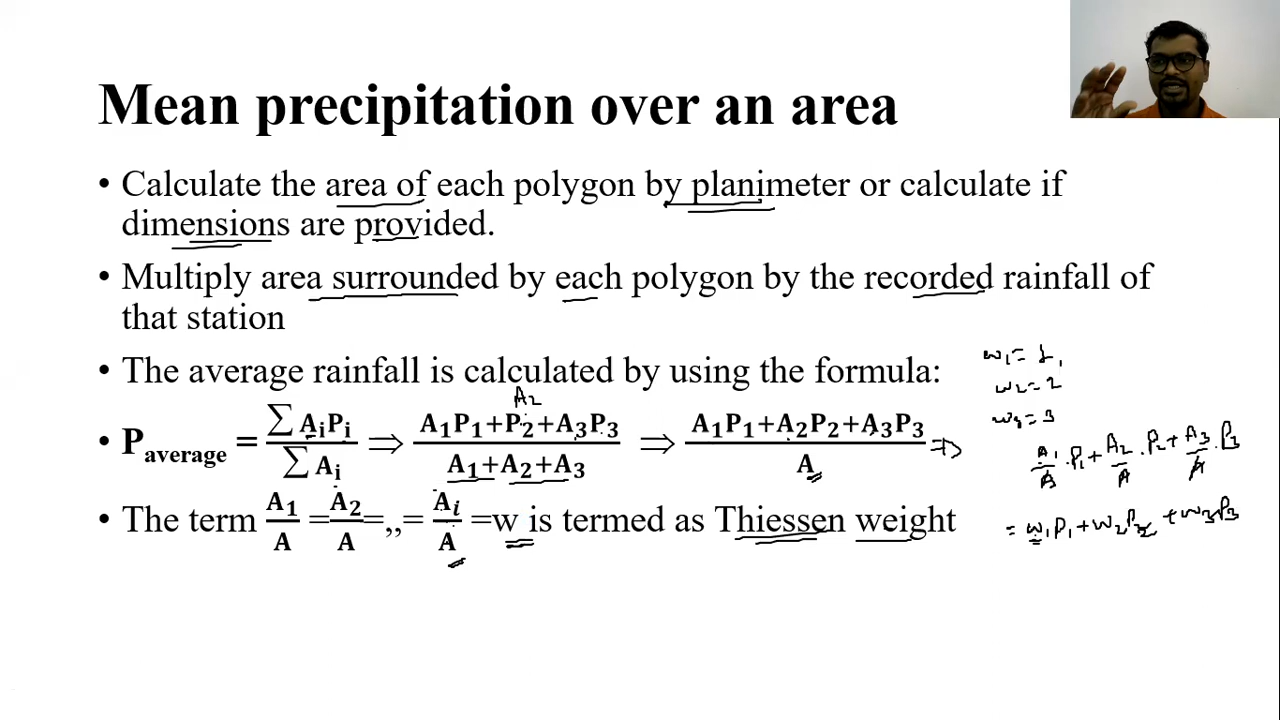 Mean precipitation over an area
• Calculate the area of each polygon by planimeter or calculate if
dimensions are provided.
• Multiply area surrounded by each polygon by the recorded rainfall of
that station
• The average rainfall is calculated by using the formula:
w₁ = 1,
w₂ = 2
w₃ = 3
A₂
• P_average = ∑ AᵢPᵢ / ∑ Aᵢ ⟹ A₁P₁+P₂+A₃P₃ / A₁+A₂+A₃ ⟹ A₁P₁+A₂P₂+A₃P₃ / A ⇒
A₁/A · P₁ + A₂/A · P₂ + A₃/A · P₃
• The term A₁/A =A₂/A=,,= Aᵢ/A =w is termed as Thiessen weight
= w₁P₁ + w₂P₂ + w₃P₃